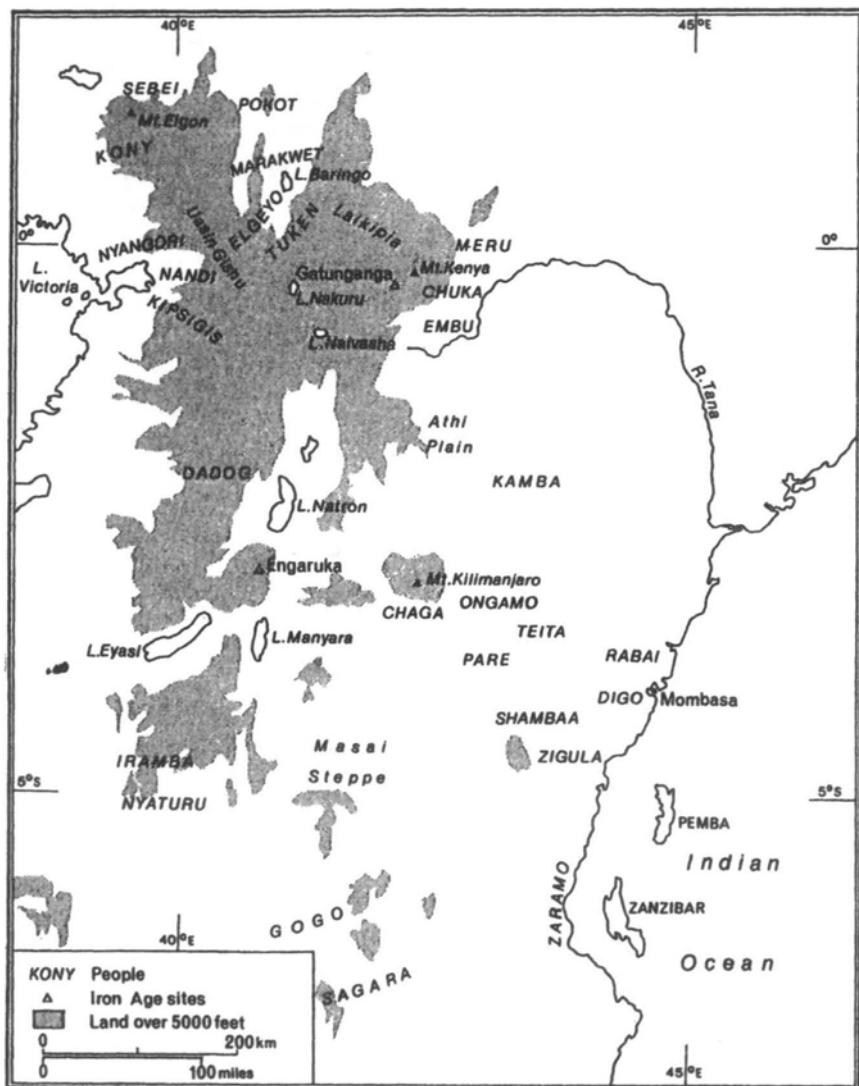 40°E
45°E
SEBEI
Mt.Elgon
POKOT
KONY
MARAKWET
L.Baringo
ELGEYO
TUKEN
Laikipia
Uasin Gishu
0°
NYANGORI
MERU
0°
L.
Victoria
NANDI
Gatunganga
Mt.Kenya
CHUKA
L.Nakuru
KIPSIGIS
EMBU
L.Naivasha
R.Tana
Athi
Plain
DADOG
KAMBA
L.Natron
Engaruka
Mt.Kilimanjaro
CHAGA
ONGAMO
TEITA
L.Eyasi
L.Manyara
PARE
RABAI
DIGO
Mombasa
SHAMBAA
Masai
Steppe
ZIGULA
IRAMBA
5°S
NYATURU
5°S
PEMBA
Indian
ZARAMO
ZANZIBAR
GOGO
40°E
Ocean
SAGARA
KONY People
Iron Age sites
Land over 5000 feet
0 200 km
0 100 miles
45°E